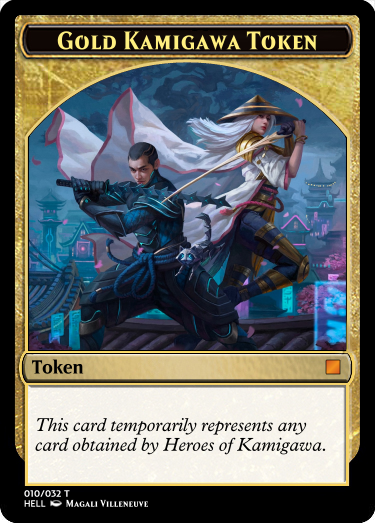 Gold Kamigawa Token
Token
This card temporarily represents any
card obtained by Heroes of Kamigawa.
010/032 T
HELL Magali Villeneuve